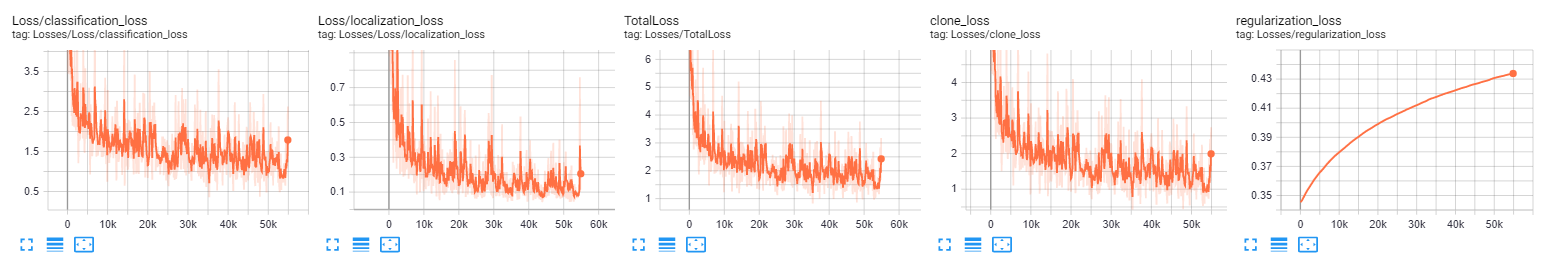 Loss/classification_loss
tag: Losses/Loss/classification_loss
3.5
2.5
1.5
0.5
0 10k 20k 30k 40k 50k
Loss/localization_loss
tag: Losses/Loss/localization_loss
0.7
0.5
0.3
0.1
0 10k 20k 30k 40k 50k 60k
TotalLoss
tag: Losses/TotalLoss
6
5
4
3
2
1
0 10k 20k 30k 40k 50k 60k
clone_loss
tag: Losses/clone_loss
4
3
2
1
0 10k 20k 30k 40k 50k
regularization_loss
tag: Losses/regularization_loss
0.43
0.41
0.39
0.37
0.35
0 10k 20k 30k 40k 50k